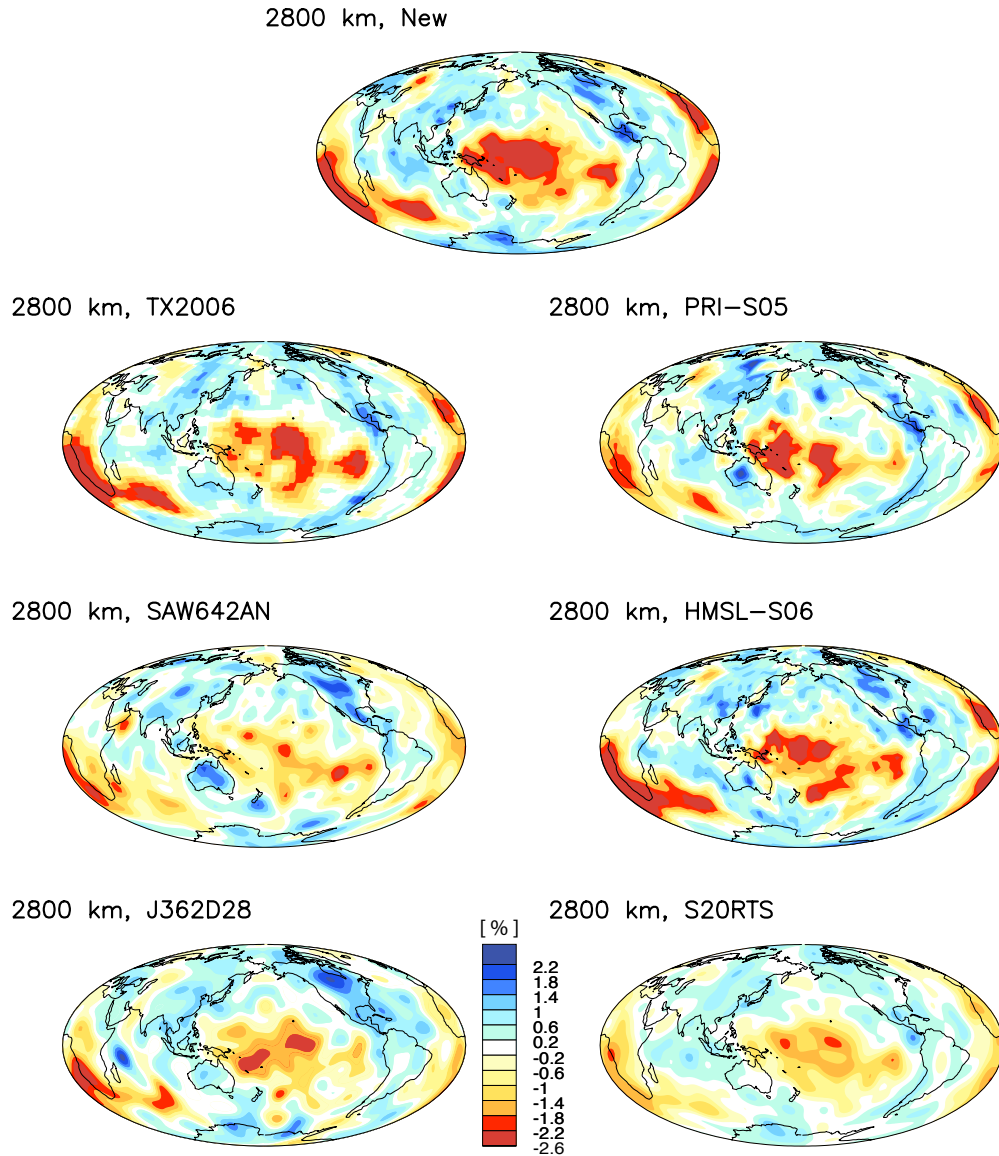 2800 km, New
2800 km, TX2006
2800 km, PRI-S05
2800 km, SAW642AN
2800 km, HMSL-S06
2800 km, J362D28
2800 km, S20RTS
[%]
2.2
1.8
1.4
1
0.6
0.2
-0.2
-0.6
-1
-1.4
-1.8
-2.2
-2.6